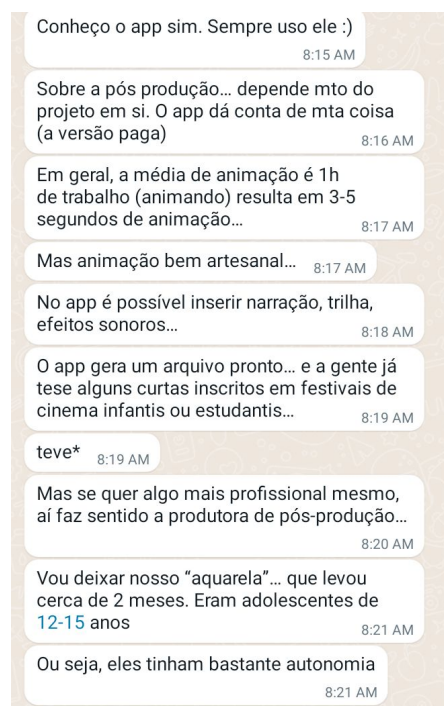 Conheço o app sim. Sempre uso ele :)
8:15 AM
Sobre a pós produção... depende mto do
projeto em si. O app dá conta de mta coisa
(a versão paga)
8:16 AM
Em geral, a média de animação é 1h
de trabalho (animando) resulta em 3-5
segundos de animação...
8:17 AM
Mas animação bem artesanal...
8:17 AM
No app é possível inserir narração, trilha,
efeitos sonoros...
8:18 AM
O app gera um arquivo pronto... e a gente já
tese alguns curtas inscritos em festivais de
cinema infantis ou estudantis...
8:19 AM
teve*
8:19 AM
Mas se quer algo mais profissional mesmo,
aí faz sentido a produtora de pós-produção...
8:20 AM
Vou deixar nosso “aquarela”... que levou
cerca de 2 meses. Eram adolescentes de
12-15 anos
8:21 AM
Ou seja, eles tinham bastante autonomia
8:21 AM